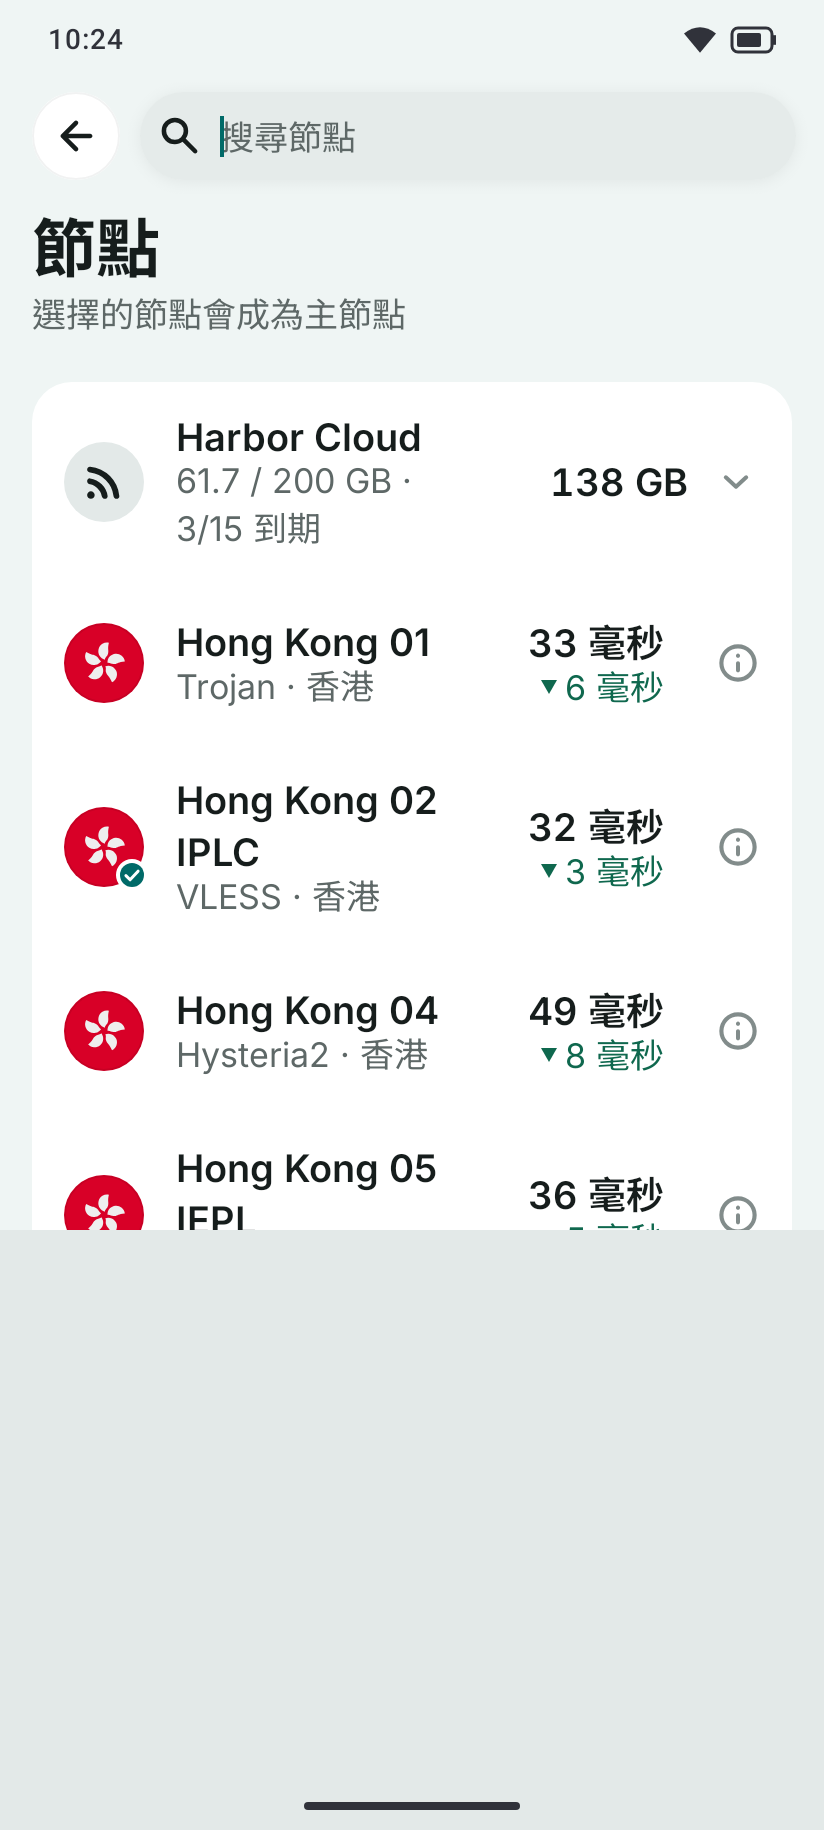 10:24
搜尋節點
節點
選擇的節點會成為主節點
Harbor Cloud
61.7 / 200 GB ·
3/15 到期
138 GB
Hong Kong 01
Trojan · 香港
33 毫秒
6 毫秒
Hong Kong 02
IPLC
VLESS · 香港
32 毫秒
3 毫秒
Hong Kong 04
Hysteria2 · 香港
49 毫秒
8 毫秒
Hong Kong 05
IEPL
36 毫秒